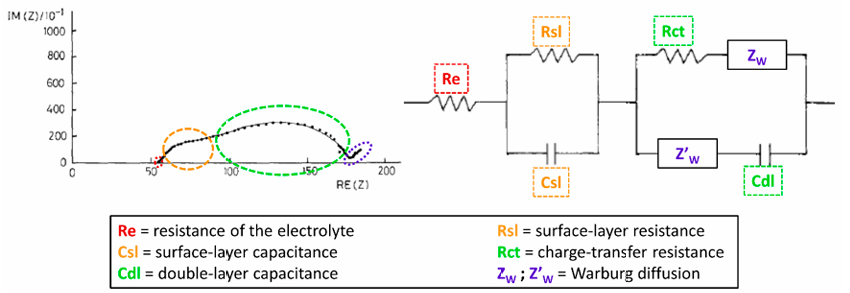 IM (Z)/10⁻¹
1000
800
600
400
200
0
0 50 100 150 200
RE(Z)
Re
Rsl
Csl
Rct
Zw
Z'w
Cdl
Re = resistance of the electrolyte
Csl = surface-layer capacitance
Cdl = double-layer capacitance
Rsl = surface-layer resistance
Rct = charge-transfer resistance
Zw ; Z'w = Warburg diffusion